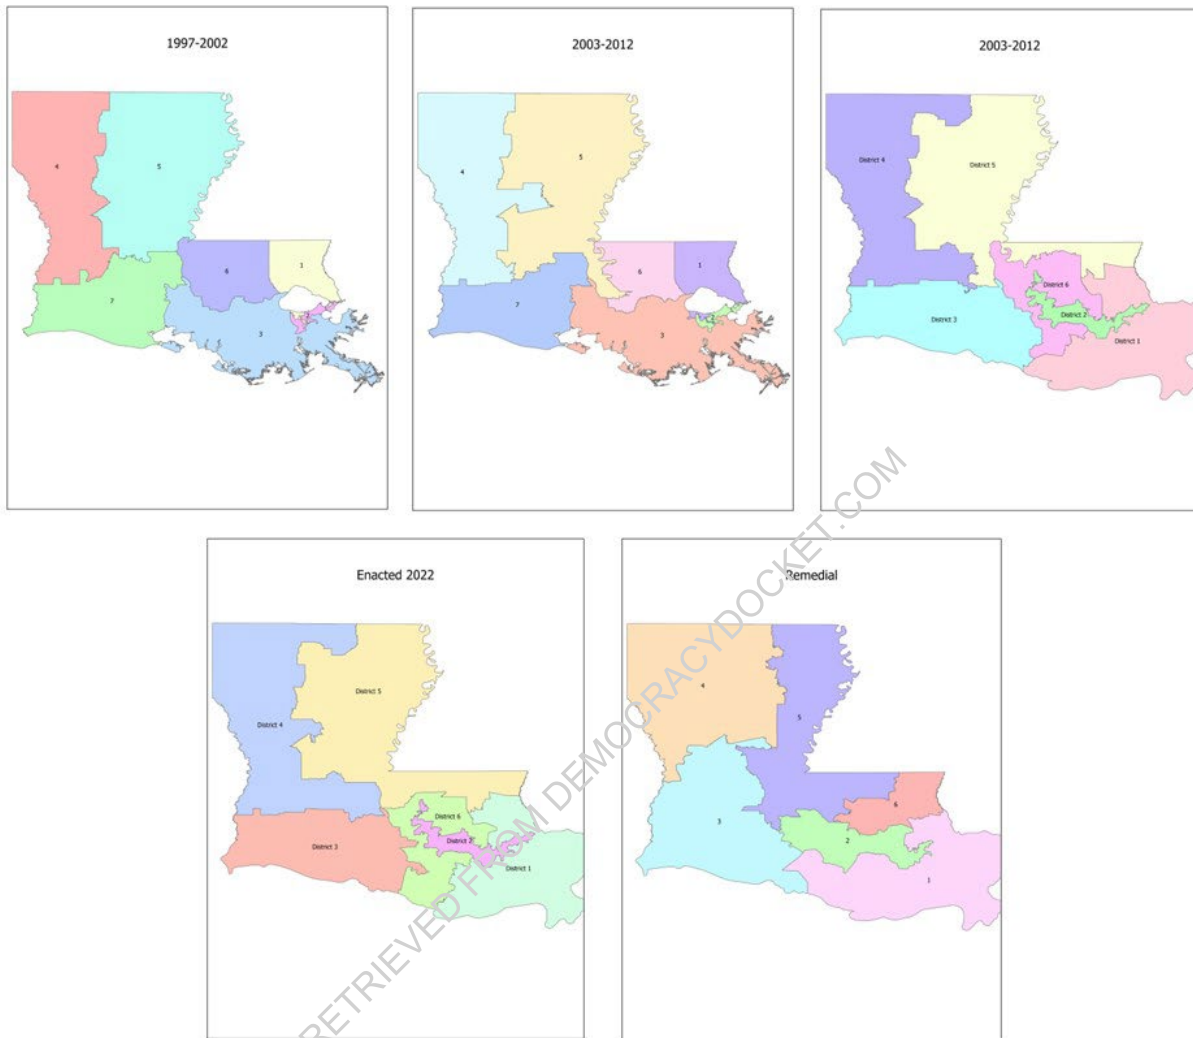 1997-2002
4
5
6
1
7
3
2003-2012
4
5
6
1
7
3
2003-2012
District 4
District 5
District 6
District 2
District 3
District 1
Enacted 2022
District 5
District 4
District 6
District 2
District 3
District 1
Remedial
4
5
6
3
2
1
RETRIEVED FROM DEMOCRACYDOCKET.COM